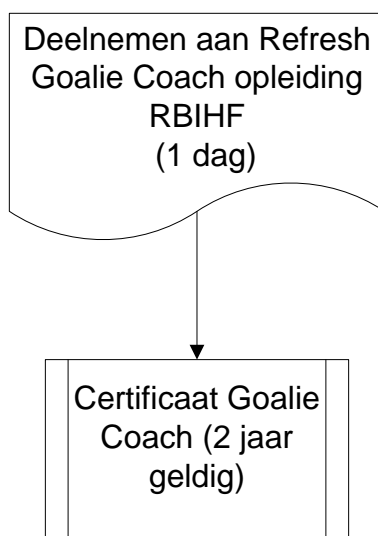 Deelnemen aan Refresh
Goalie Coach opleiding
RBIHF
(1 dag)
Certificaat Goalie
Coach (2 jaar
geldig)